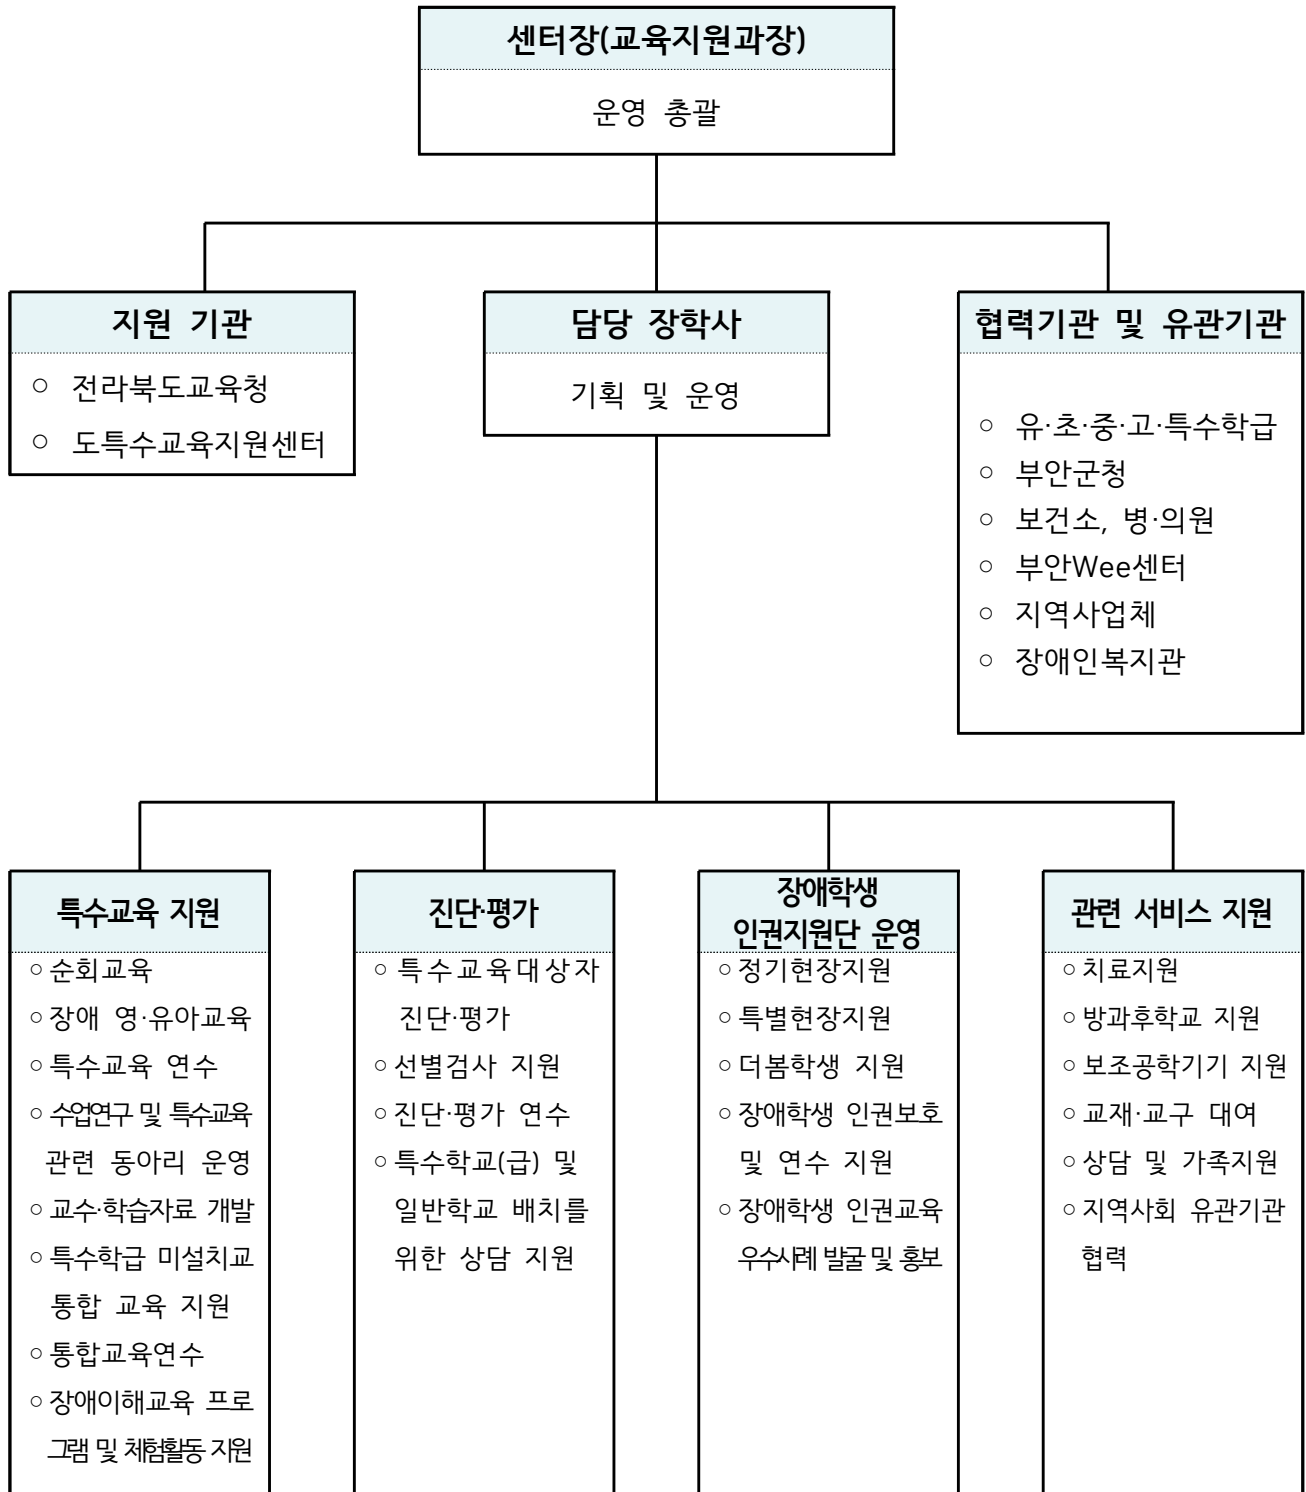 센터장(교육지원과장)
운영 총괄
지원 기관
○ 전라북도교육청
○ 도특수교육지원센터
담당 장학사
기획 및 운영
협력기관 및 유관기관
○ 유·초·중·고·특수학급
○ 부안군청
○ 보건소, 병·의원
○ 부안Wee센터
○ 지역사업체
○ 장애인복지관
특수교육 지원
○ 순회교육
○ 장애 영·유아교육
○ 특수교육 연수
○ 수업연구 및 특수교육
관련 동아리 운영
○ 교수·학습자료 개발
○ 특수학급 미설치교
통합 교육 지원
○ 통합교육연수
○ 장애이해교육 프로
그램 및 체험활동 지원
진단·평가
○ 특수교육대상자
진단·평가
○ 선별검사 지원
○ 진단·평가 연수
○ 특수학교(급) 및
일반학교 배치를
위한 상담 지원
장애학생
인권지원단 운영
○ 정기현장지원
○ 특별현장지원
○ 더봄학생 지원
○ 장애학생 인권보호
및 연수 지원
○ 장애학생 인권교육
우수사례 발굴 및 홍보
관련 서비스 지원
○ 치료지원
○ 방과후학교 지원
○ 보조공학기기 지원
○ 교재·교구 대여
○ 상담 및 가족지원
○ 지역사회 유관기관
협력